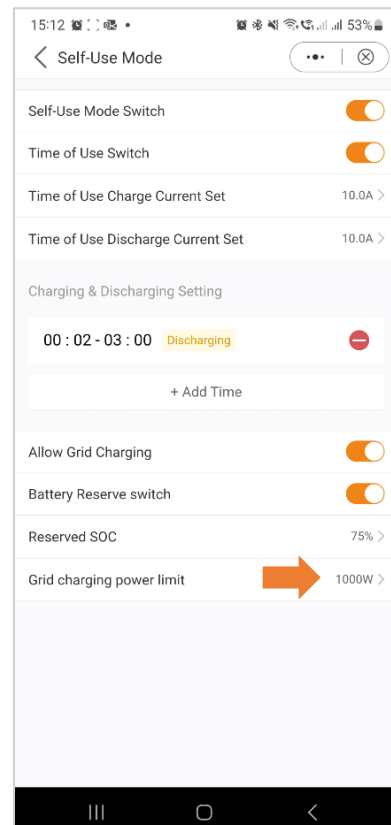 15:12 53%
Self-Use Mode
Self-Use Mode Switch
Time of Use Switch
Time of Use Charge Current Set 10.0A
Time of Use Discharge Current Set 10.0A
Charging & Discharging Setting
00 : 02 - 03 : 00 Discharging
+ Add Time
Allow Grid Charging
Battery Reserve switch
Reserved SOC 75%
Grid charging power limit 1000W